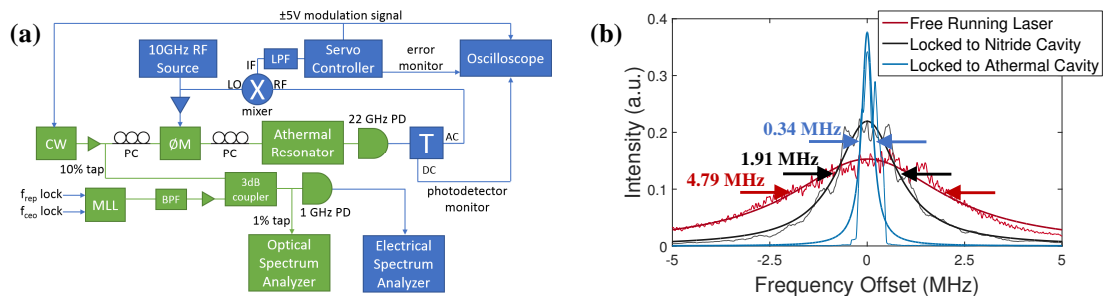 (a)
±5V modulation signal
10GHz RF
Source
IF
LPF
Servo
Controller
error
monitor
Oscilloscope
LO
X
RF
mixer
22 GHz PD
CW
PC
ØM
PC
Athermal
Resonator
T
AC
DC
10% tap
photodetector
monitor
f_rep lock
f_ceo lock
MLL
BPF
3dB
coupler
1 GHz PD
1% tap
Optical
Spectrum
Analyzer
Electrical
Spectrum
Analyzer
(b)
Free Running Laser
Locked to Nitride Cavity
Locked to Athermal Cavity
0.4
0.3
0.2
0.1
0
Intensity (a.u.)
0.34 MHz
1.91 MHz
4.79 MHz
-5
-2.5
0
2.5
5
Frequency Offset (MHz)